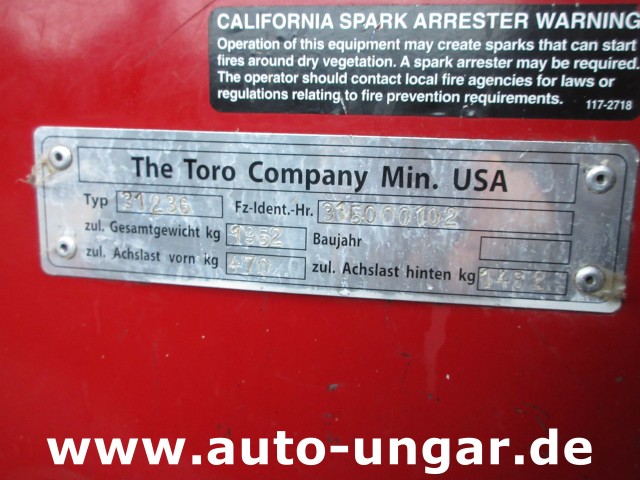 CALIFORNIA SPARK ARRESTER WARNING
Operation of this equipment may create sparks that can start
fires around dry vegetation. A spark arrester may be required.
The operator should contact local fire agencies for laws or
regulations relating to fire prevention requirements. 117-2718
The Toro Company Min. USA
Typ 31236 Fz-Ident.-Hr. 315000102
zul. Gesamtgewicht kg 1962 Baujahr
zul. Achslast vorn kg 470 zul. Achslast hinten kg
www.auto-ungar.de